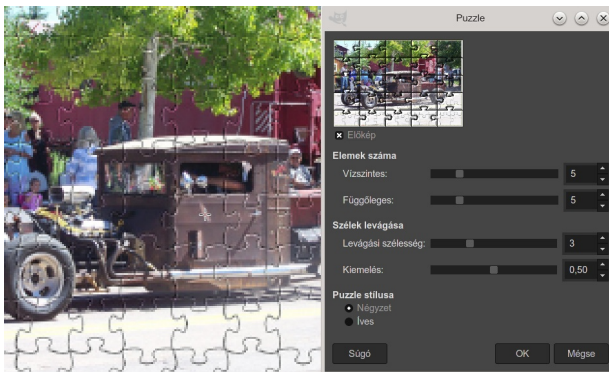 Puzzle
Előkép
Elemek száma
Vízszintes: 5
Függőleges: 5
Szélek levágása
Levágási szélesség: 3
Kiemelés: 0,50
Puzzle stílusa
Négyzet
Íves
Súgó OK Mégse